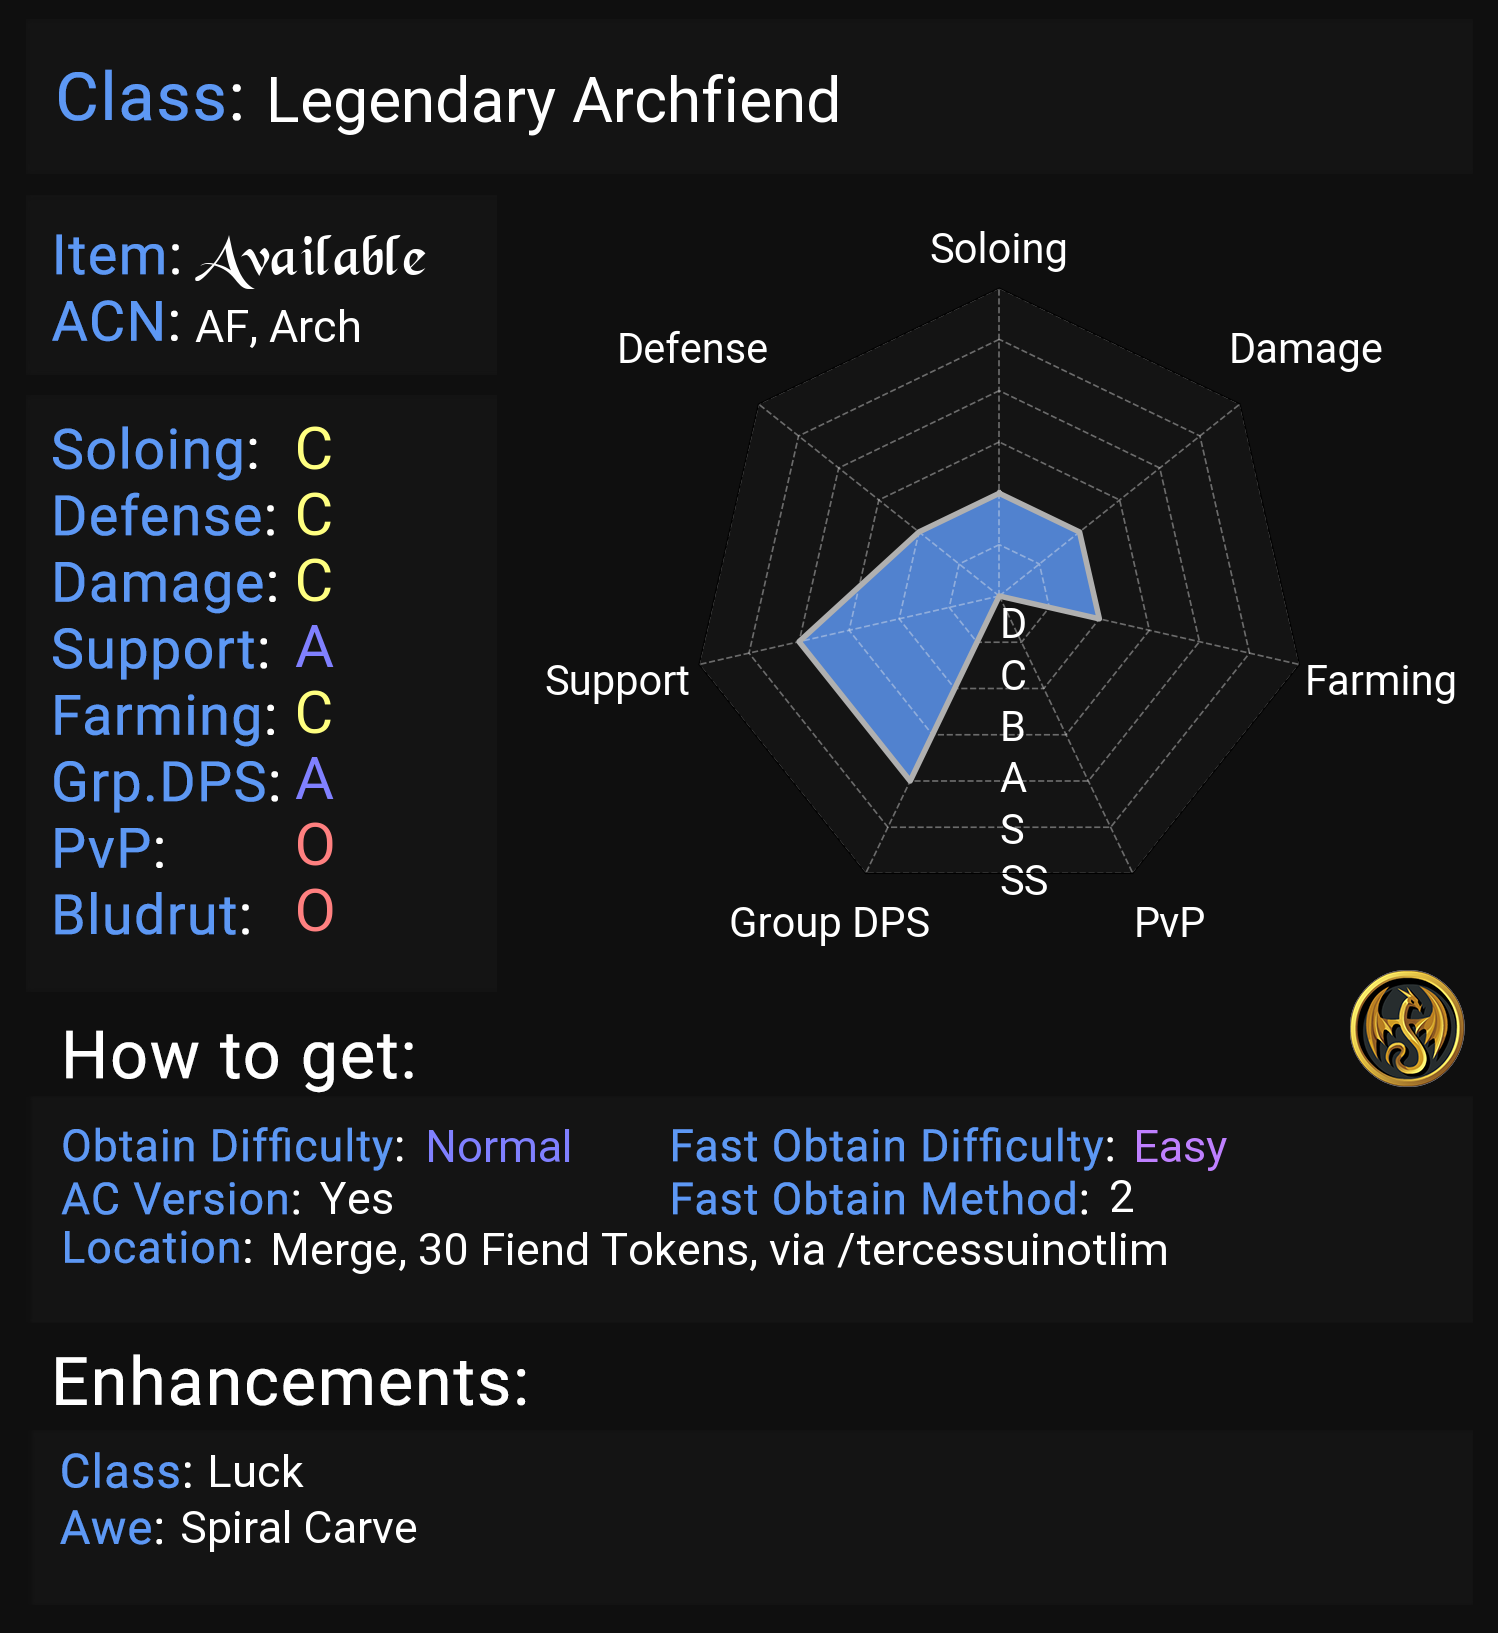 Class: Legendary Archfiend
Item: Available
ACN: AF, Arch
Soloing: C
Defense: C
Damage: C
Support: A
Farming: C
Grp.DPS: A
PvP: O
Bludrut: O
Soloing
Defense
Damage
Support
Farming
D
C
B
A
S
SS
Group DPS
PvP
How to get:
Obtain Difficulty: Normal
Fast Obtain Difficulty: Easy
AC Version: Yes
Fast Obtain Method: 2
Location: Merge, 30 Fiend Tokens, via /tercessuinotlim
Enhancements:
Class: Luck
Awe: Spiral Carve